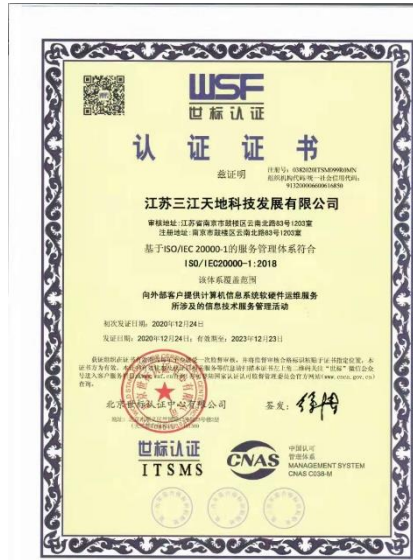 WSF
世标认证
认证证书
兹证明
注册号: 0382020ITSM099R0MN
组织机构代码/统一社会信用代码:
江苏三江天地科技发展有限公司
审核地址:江苏省南京市鼓楼区云南北路83号1203室
注册地址:南京市鼓楼区云南北路83号1203室
基于ISO/IEC 20000-1的服务管理体系符合
ISO/IEC20000-1:2018
该体系覆盖范围
向外部客户提供计算机信息系统软硬件运维服务
所涉及的信息技术服务管理活动
初次发证日期: 2020年12月24日
发证日期: 2020年12月24日; 有效期至: 2023年12月23日
北京世标认证中心有限公司
签发:
世标认证
ITSMS
CNAS
中国认可
管理体系
MANAGEMENT SYSTEM
CNAS C038-M